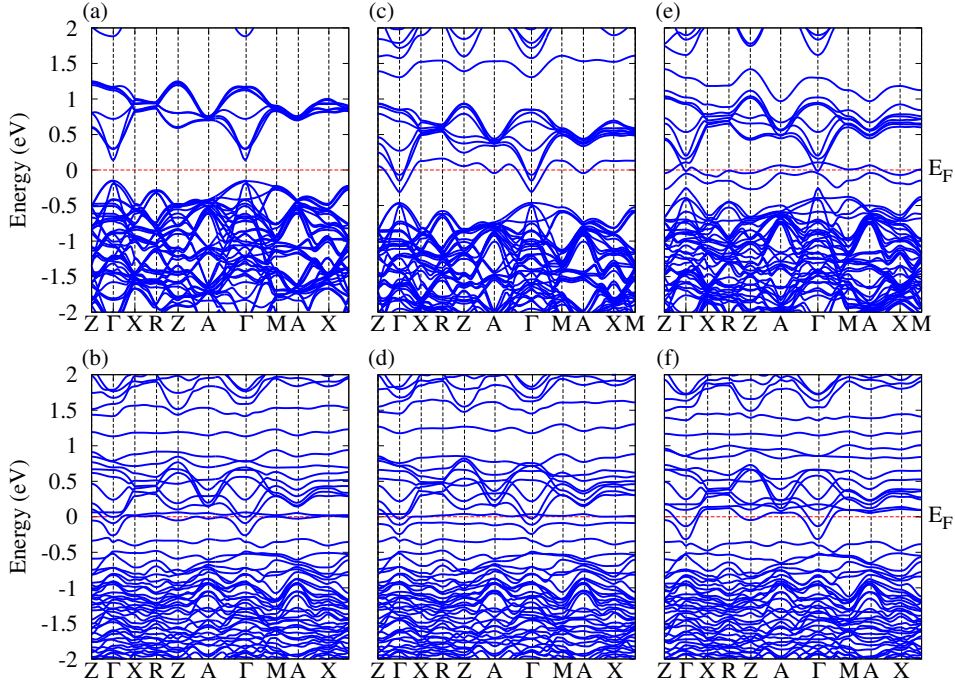 (a) (c) (e)
2
1.5
1
0.5
0
-0.5
-1
-1.5
-2
Energy (eV)
E_F
Z Γ X R Z A Γ M A X
Z Γ X R Z A Γ M A X M
Z Γ X R Z A Γ M A X M
(b) (d) (f)
2
1.5
1
0.5
0
-0.5
-1
-1.5
-2
Energy (eV)
E_F
Z Γ X R Z A Γ M A X
Z Γ X R Z A Γ M A X
Z Γ X R Z A Γ M A X